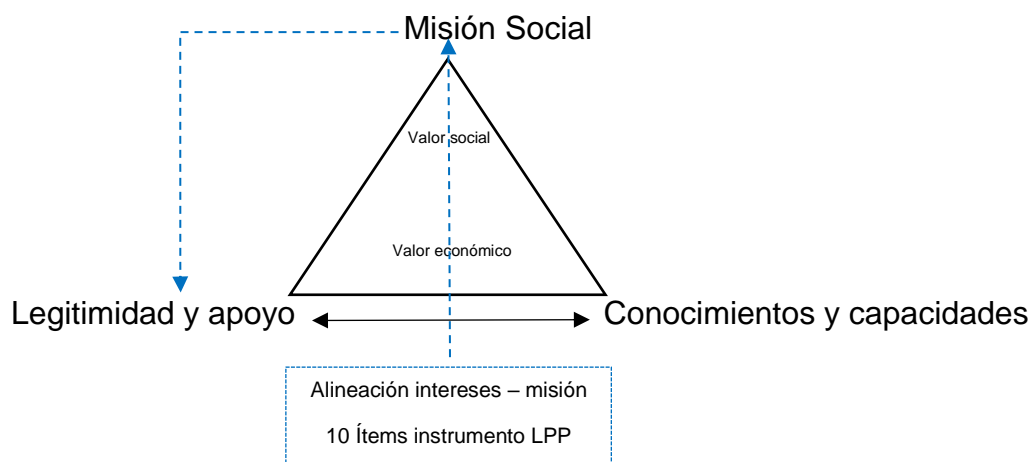 Misión Social
Valor social
Valor económico
Legitimidad y apoyo
Conocimientos y capacidades
Alineación intereses – misión
10 Ítems instrumento LPP